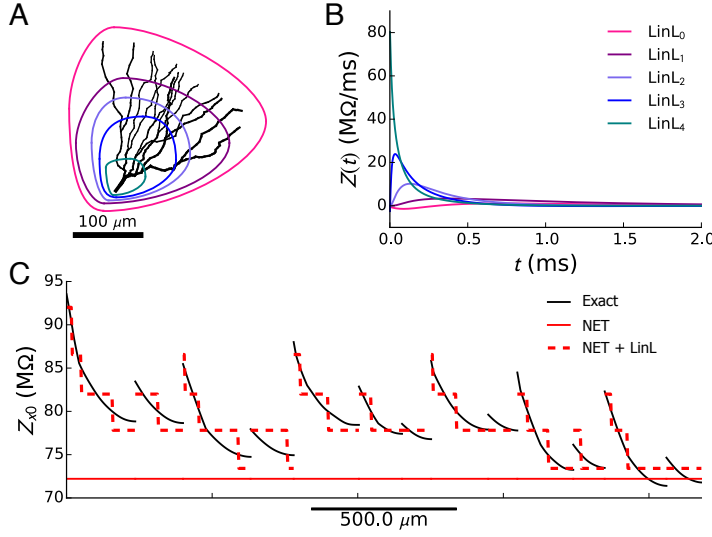 A
100 μm
B
Z(t) (MΩ/ms)
80
60
40
20
0
0.0 0.5 1.0 1.5 2.0
t (ms)
LinL₀
LinL₁
LinL₂
LinL₃
LinL₄
C
Zₓ₀ (MΩ)
95
90
85
80
75
70
Exact
NET
NET + LinL
500.0 μm